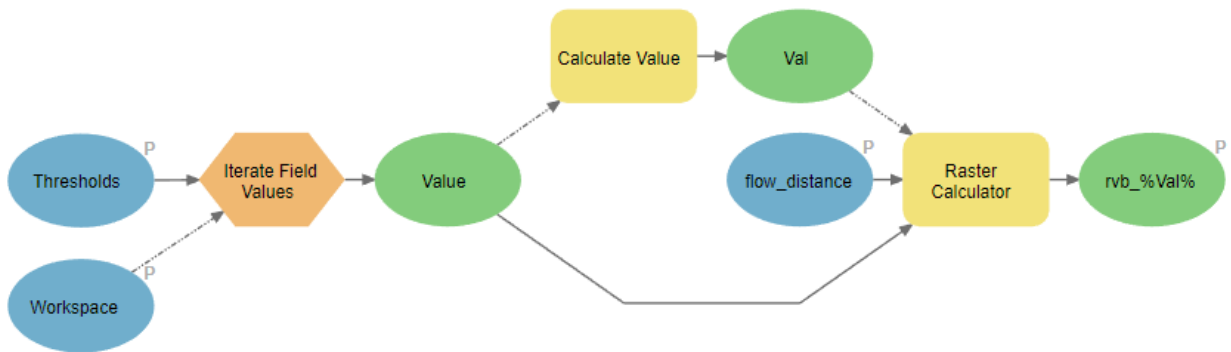 Calculate Value
Val
P
Thresholds
Iterate Field
Values
Value
P
flow_distance
Raster
Calculator
P
rvb_%Val%
P
Workspace